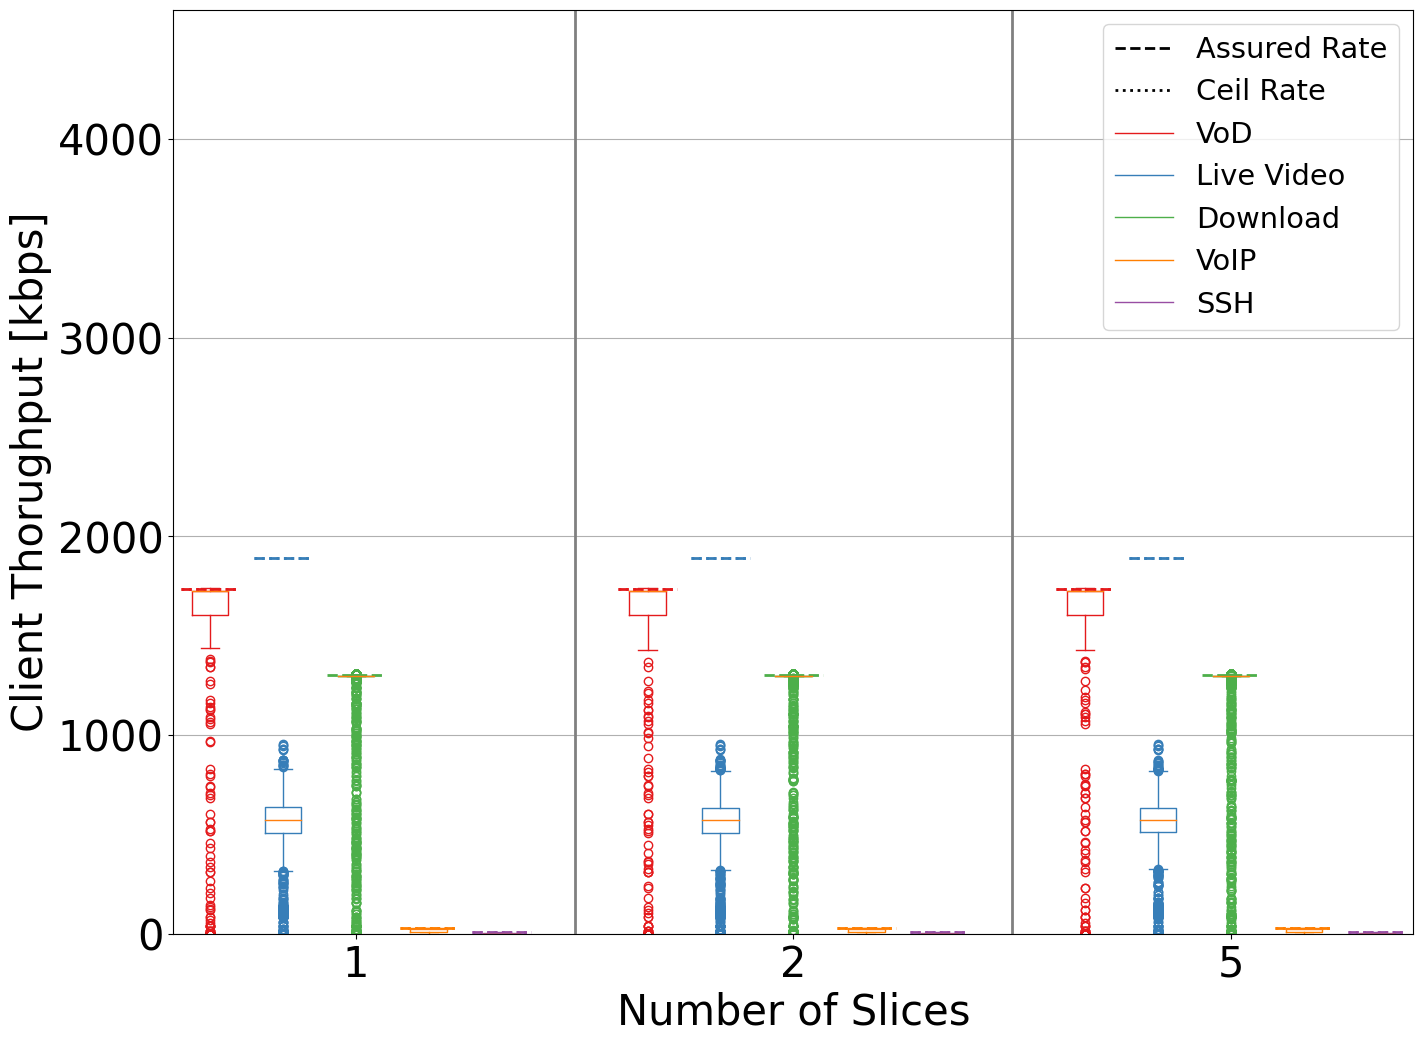 Client Thorughput [kbps]
4000
3000
2000
1000
0
Assured Rate
Ceil Rate
VoD
Live Video
Download
VoIP
SSH
1
2
5
Number of Slices